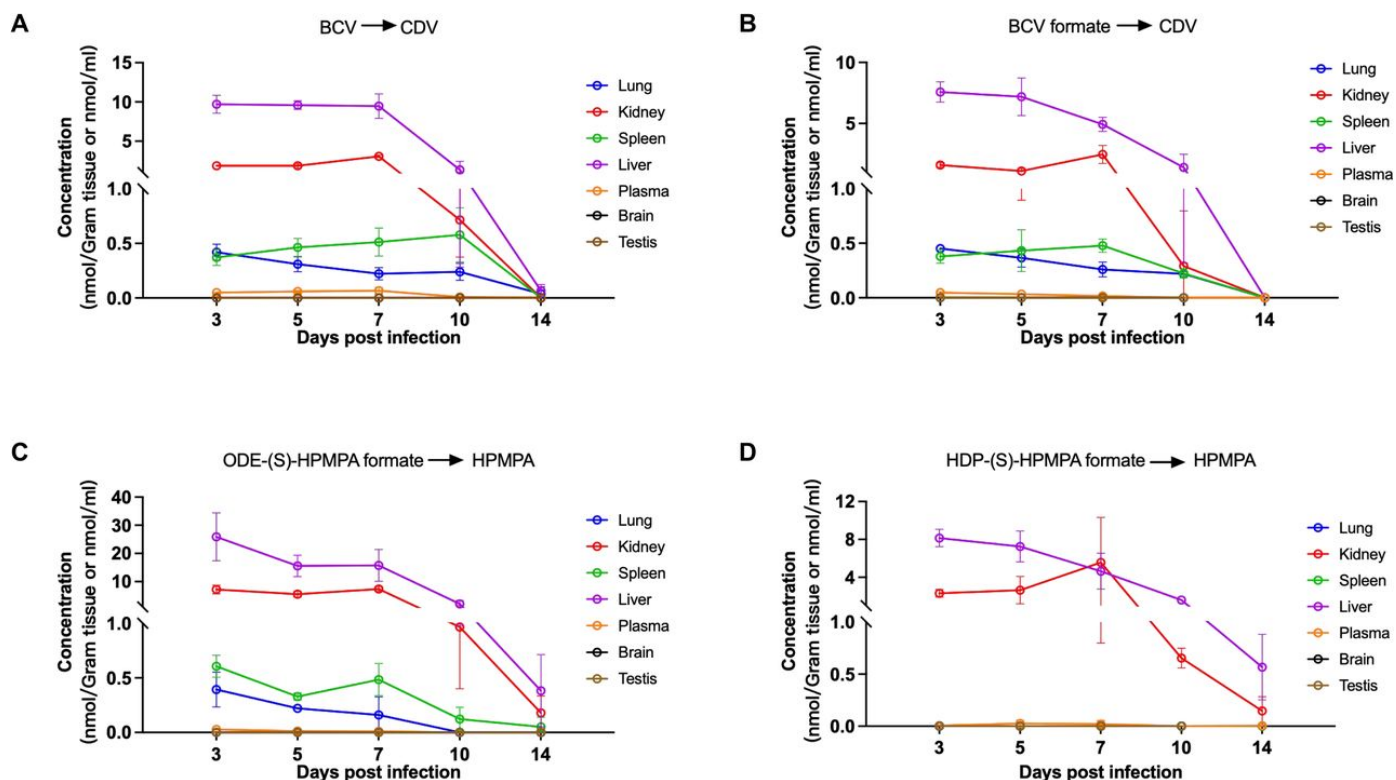 A
BCV → CDV
Concentration
(nmol/Gram tissue or nmol/ml)
15
10
5
1.0
0.5
0.0
3 5 7 10 14
Days post infection
Lung
Kidney
Spleen
Liver
Plasma
Brain
Testis
B
BCV formate → CDV
Concentration
(nmol/Gram tissue or nmol/ml)
10
5
1.0
0.5
0.0
3 5 7 10 14
Days post infection
Lung
Kidney
Spleen
Liver
Plasma
Brain
Testis
C
ODE-(S)-HPMPA formate → HPMPA
Concentration
(nmol/Gram tissue or nmol/ml)
40
30
20
10
1.0
0.5
0.0
3 5 7 10 14
Days post infection
Lung
Kidney
Spleen
Liver
Plasma
Brain
Testis
D
HDP-(S)-HPMPA formate → HPMPA
Concentration
(nmol/Gram tissue or nmol/ml)
12
8
4
1.0
0.5
0.0
3 5 7 10 14
Days post infection
Lung
Kidney
Spleen
Liver
Plasma
Brain
Testis